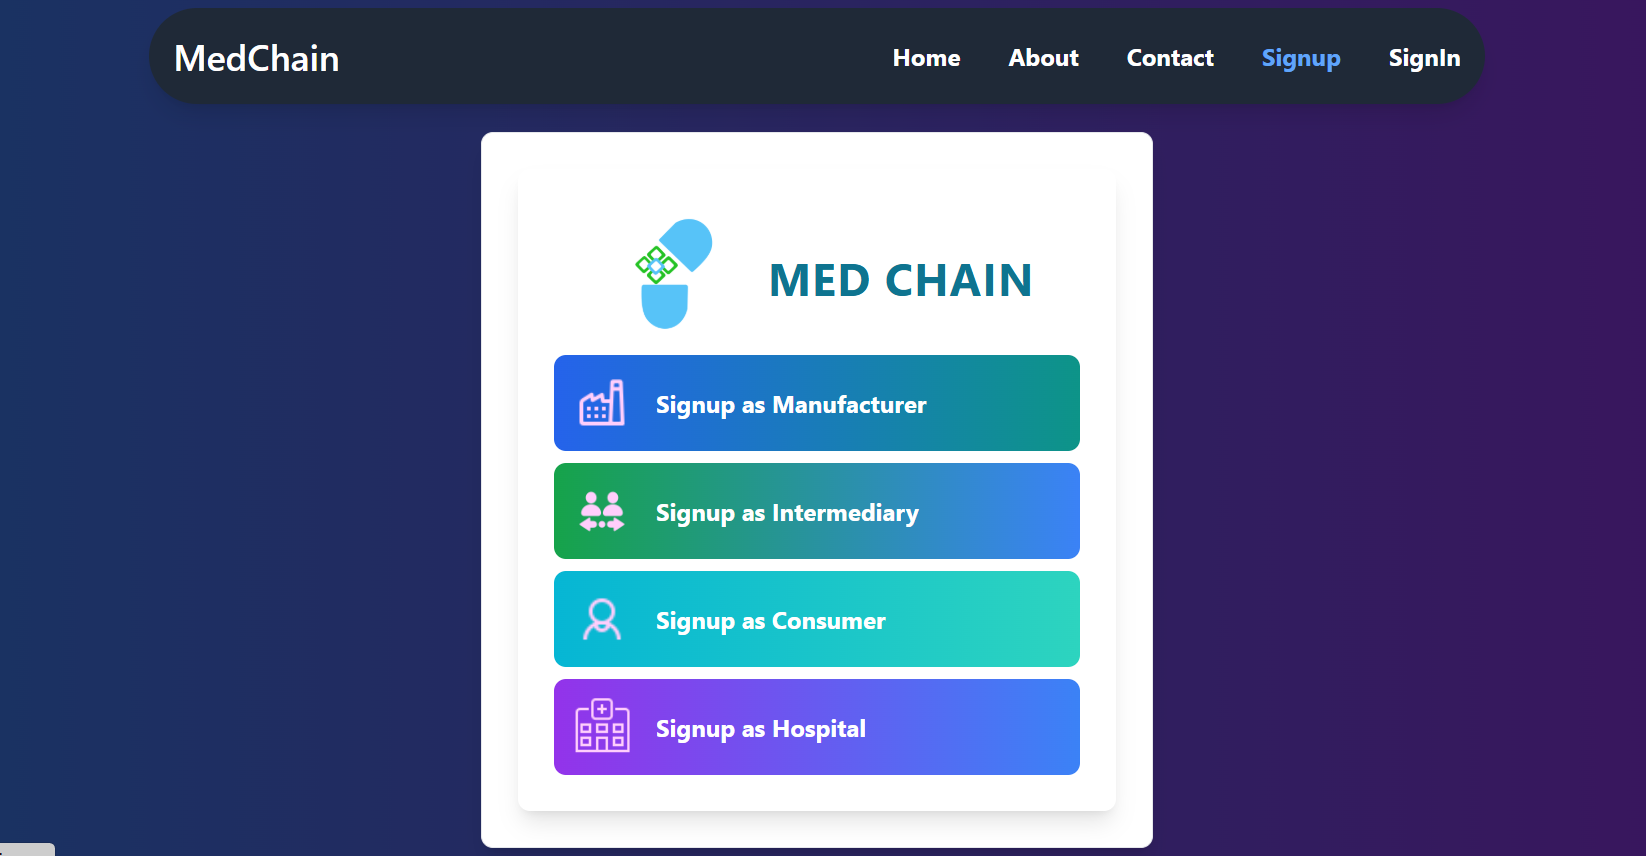 MedChain
Home About Contact Signup SignIn
MED CHAIN
Signup as Manufacturer
Signup as Intermediary
Signup as Consumer
Signup as Hospital